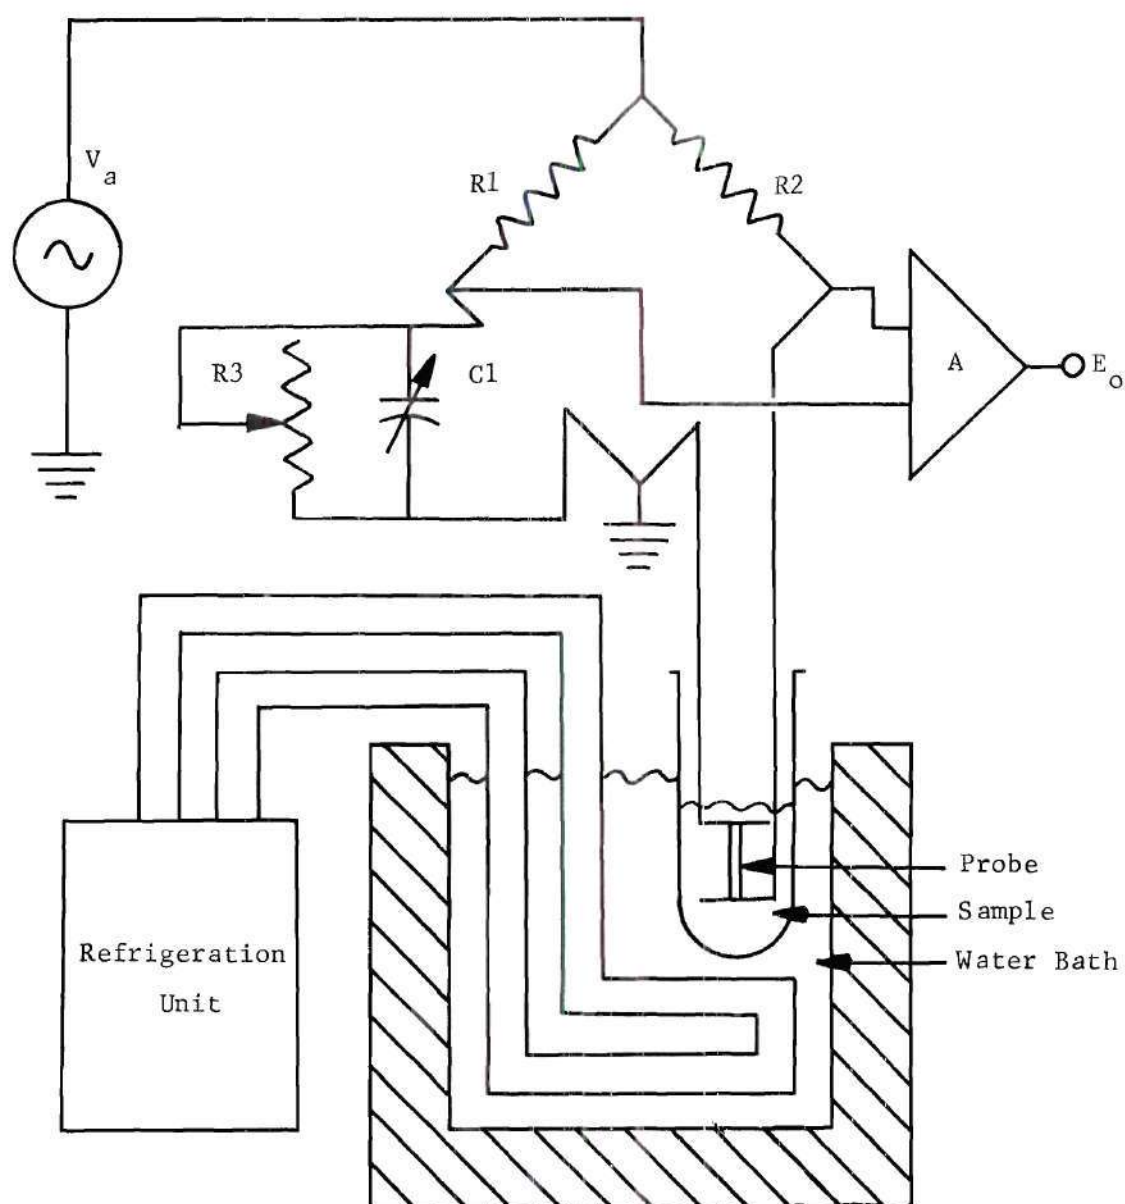 V a
R1
R2
R3
C1
A
E o
Probe
Sample
Water Bath
Refrigeration
Unit